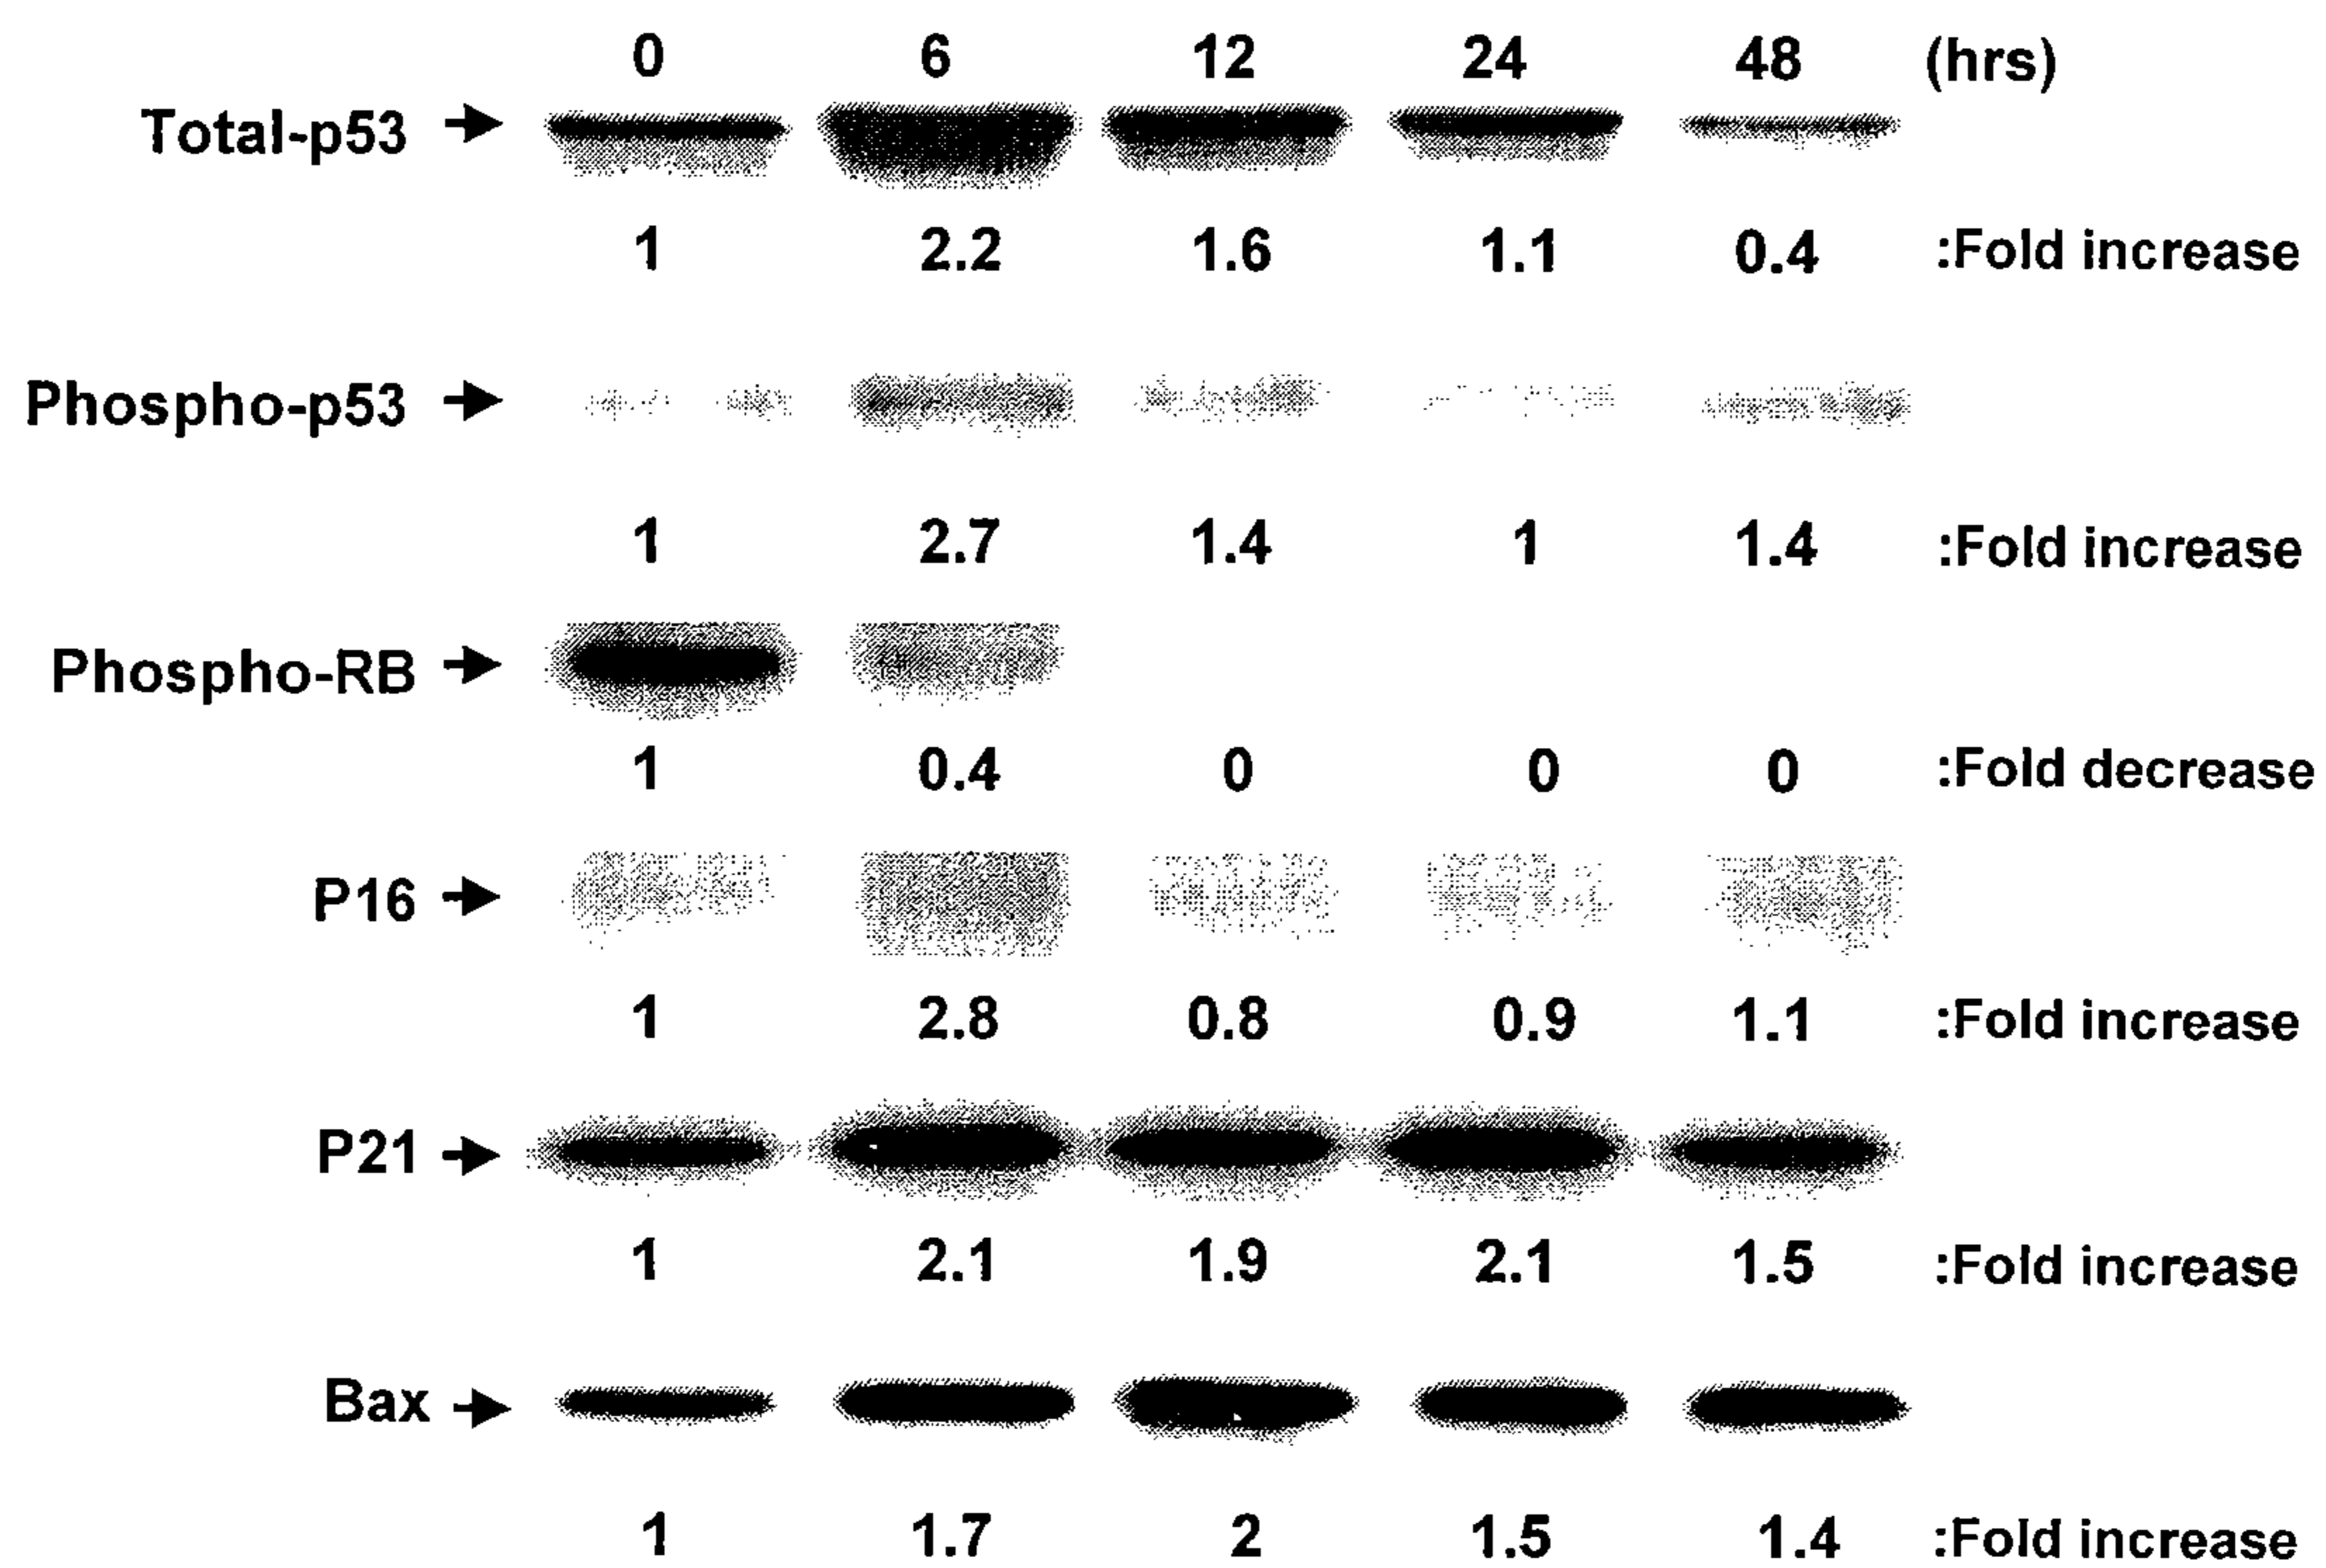 0 6 12 24 48 (hrs)
Total-p53
1 2.2 1.6 1.1 0.4 :Fold increase
Phospho-p53
1 2.7 1.4 1 1.4 :Fold increase
Phospho-RB
1 0.4 0 0 0 :Fold decrease
P16
1 2.8 0.8 0.9 1.1 :Fold increase
P21
1 2.1 1.9 2.1 1.5 :Fold increase
Bax
1 1.7 2 1.5 1.4 :Fold increase